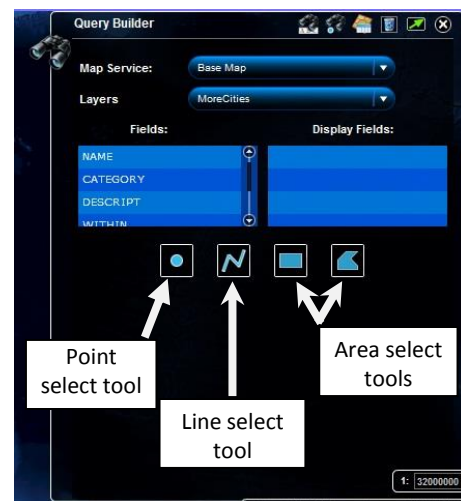 Query Builder
Map Service: Base Map
Layers MoreCities
Fields: Display Fields:
NAME
CATEGORY
DESCRIPT
WITHIN
Point
select tool
Area select
tools
Line select
tool
1: 32000000